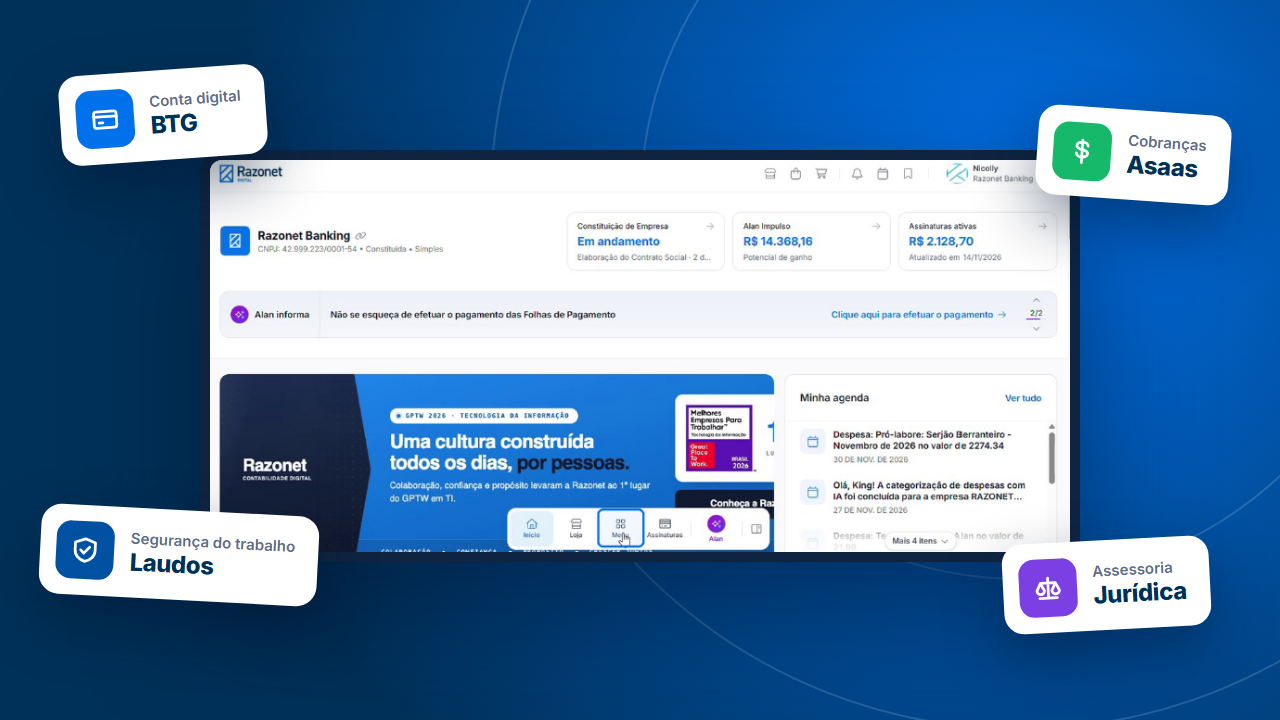 Conta digital
BTG
Cobranças
Asaas
Razonet
DIGITAL
Nicolly
Razonet Banking
Razonet Banking
CNPJ: 42.999.223/0001-54 • Constituída • Simples
Constituição de Empresa
Em andamento
Elaboração do Contrato Social - 2 d...
Alan Impulso
R$ 14.368,16
Potencial de ganho
Assinaturas ativas
R$ 2.128,70
Atualizado em 14/11/2026
Alan informa
Não se esqueça de efetuar o pagamento das Folhas de Pagamento
Clique aqui para efetuar o pagamento
2/2
GPTW 2026 · TECNOLOGIA DA INFORMAÇÃO
Uma cultura construída
todos os dias, por pessoas.
Colaboração, confiança e propósito levaram a Razonet ao 1º lugar
do GPTW em TI.
Razonet
CONTABILIDADE DIGITAL
Melhores
Empresas Para
Trabalhar™
Tecnologia da Informação
Great
Place
To
Work.
BRASIL
2026
Conheça a Raz
Minha agenda
Ver tudo
Despesa: Pró-labore: Serjão Berranteiro -
Novembro de 2026 no valor de 2274.34
30 DE NOV. DE 2026
Olá, King! A categorização de despesas com
IA foi concluída para a empresa RAZONET...
27 DE NOV. DE 2026
Mais 4 itens
Início
Loja
Menu
Assinaturas
Alan
Segurança do trabalho
Laudos
Assessoria
Jurídica